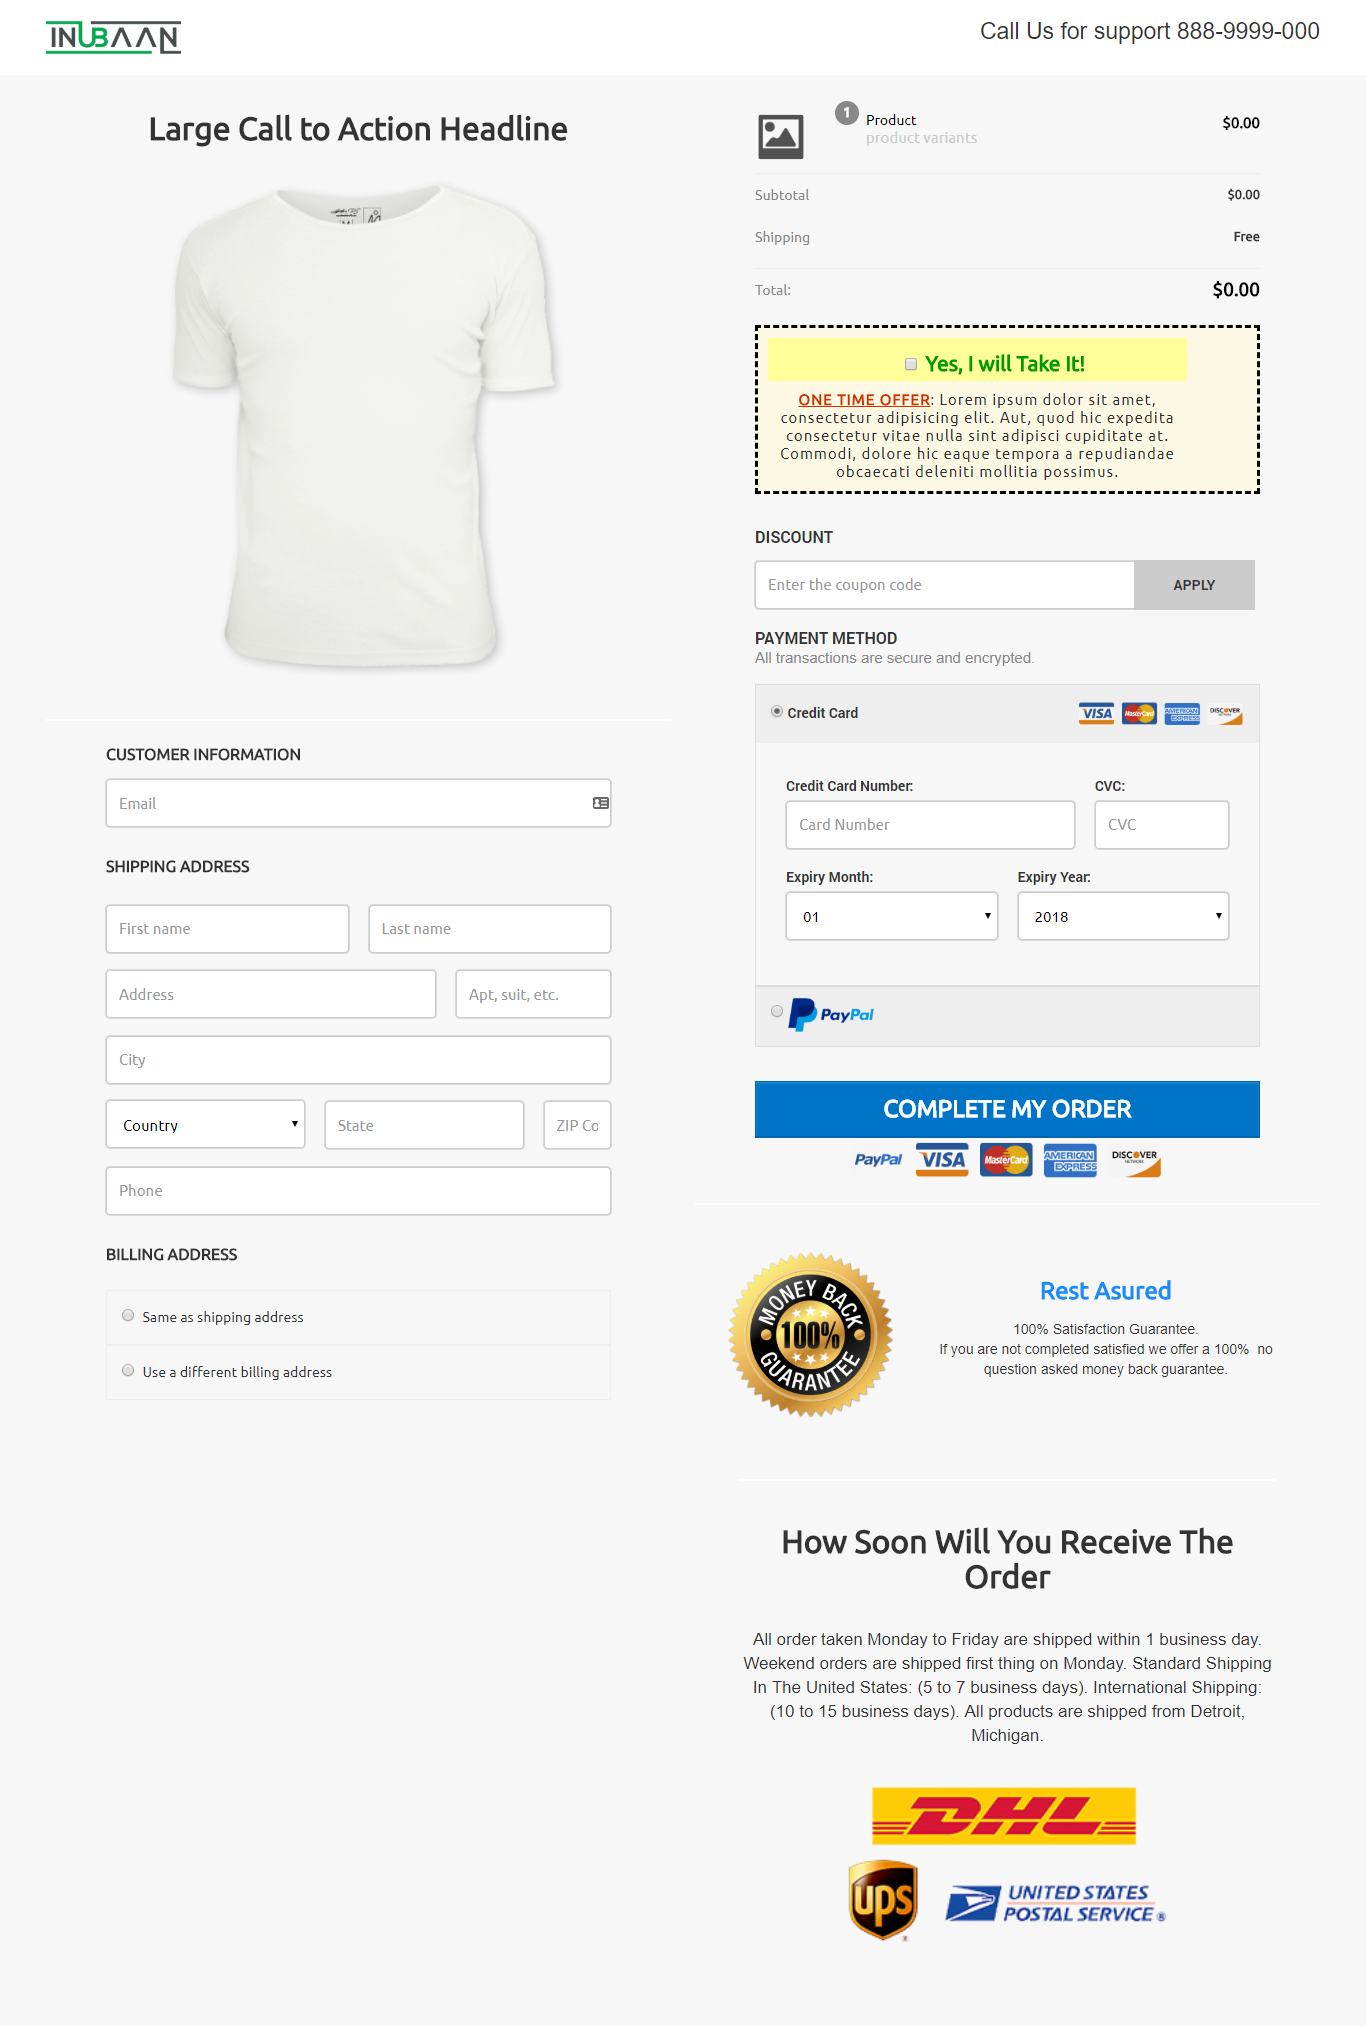 INUBAAN
Call Us for support 888-9999-000
Large Call to Action Headline
CUSTOMER INFORMATION
Email
SHIPPING ADDRESS
First name
Last name
Address
Apt, suit, etc.
City
Country
State
ZIP Co
Phone
BILLING ADDRESS
Same as shipping address
Use a different billing address
1
Product
$0.00
product variants
Subtotal
$0.00
Shipping
Free
Total:
$0.00
Yes, I will Take It!
ONE TIME OFFER: Lorem ipsum dolor sit amet,
consectetur adipisicing elit. Aut, quod hic expedita
consectetur vitae nulla sint adipisci cupiditate at.
Commodi, dolore hic eaque tempora a repudiandae
obcaecati deleniti mollitia possimus.
DISCOUNT
Enter the coupon code
APPLY
PAYMENT METHOD
All transactions are secure and encrypted.
Credit Card
VISA
MasterCard
AMERICAN
EXPRESS
DISCOVER
NETWORK
Credit Card Number:
CVC:
Card Number
CVC
Expiry Month:
Expiry Year:
01
2018
PayPal
COMPLETE MY ORDER
PayPal
VISA
MasterCard
AMERICAN
EXPRESS
DISCOVER
NETWORK
MONEY BACK
100%
GUARANTEE
Rest Asured
100% Satisfaction Guarantee.
If you are not completed satisfied we offer a 100% no
question asked money back guarantee.
How Soon Will You Receive The
Order
All order taken Monday to Friday are shipped within 1 business day.
Weekend orders are shipped first thing on Monday. Standard Shipping
In The United States: (5 to 7 business days). International Shipping:
(10 to 15 business days). All products are shipped from Detroit,
Michigan.
DHL
ups
UNITED STATES
POSTAL SERVICE®